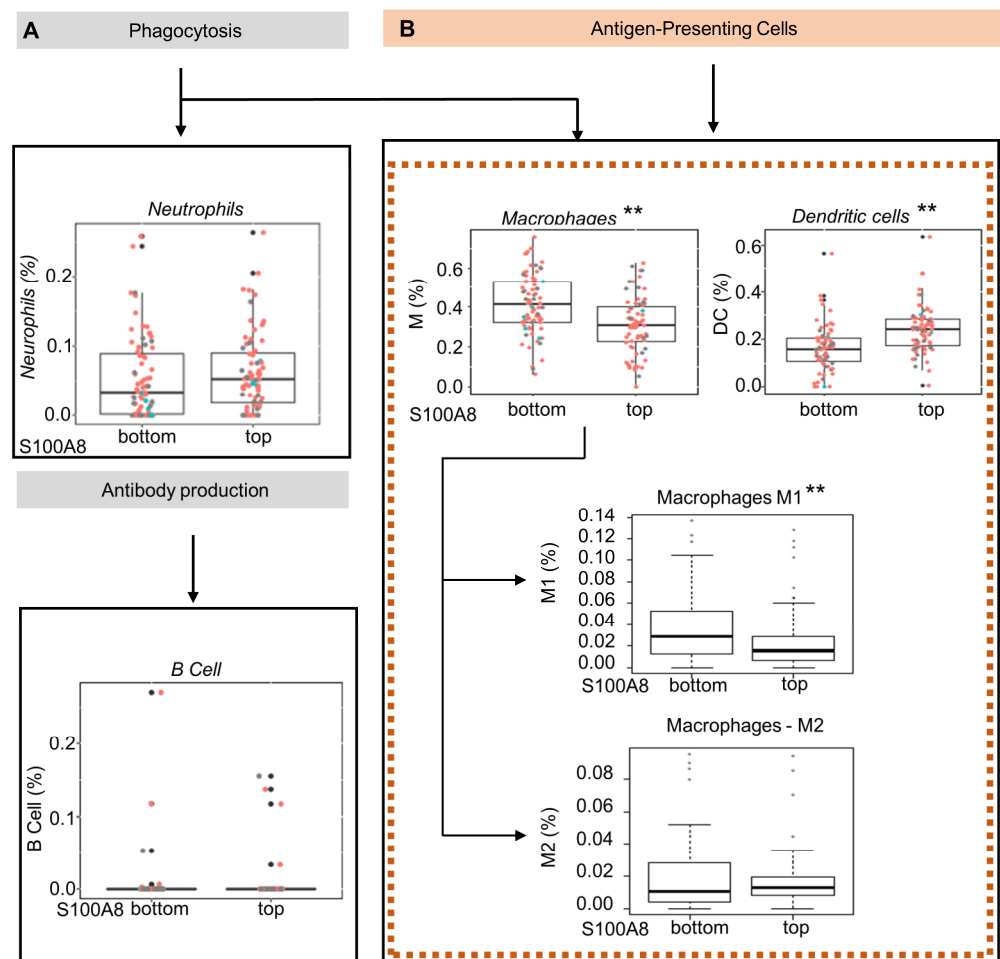 A Phagocytosis
Neutrophils
Neurophils (%)
0.2
0.1
0.0
bottom top
S100A8
Antibody production
B Cell
B Cell (%)
0.2
0.1
0.0
S100A8 bottom top
B Antigen-Presenting Cells
Macrophages **
M (%)
0.6
0.4
0.2
0.0
S100A8 bottom top
Dendritic cells **
DC (%)
0.6
0.4
0.2
0.0
bottom top
Macrophages M1 **
M1 (%)
0.14
0.10
0.08
0.06
0.04
0.02
0.00
S100A8 bottom top
Macrophages - M2
M2 (%)
0.08
0.06
0.04
0.02
0.00
S100A8 bottom top